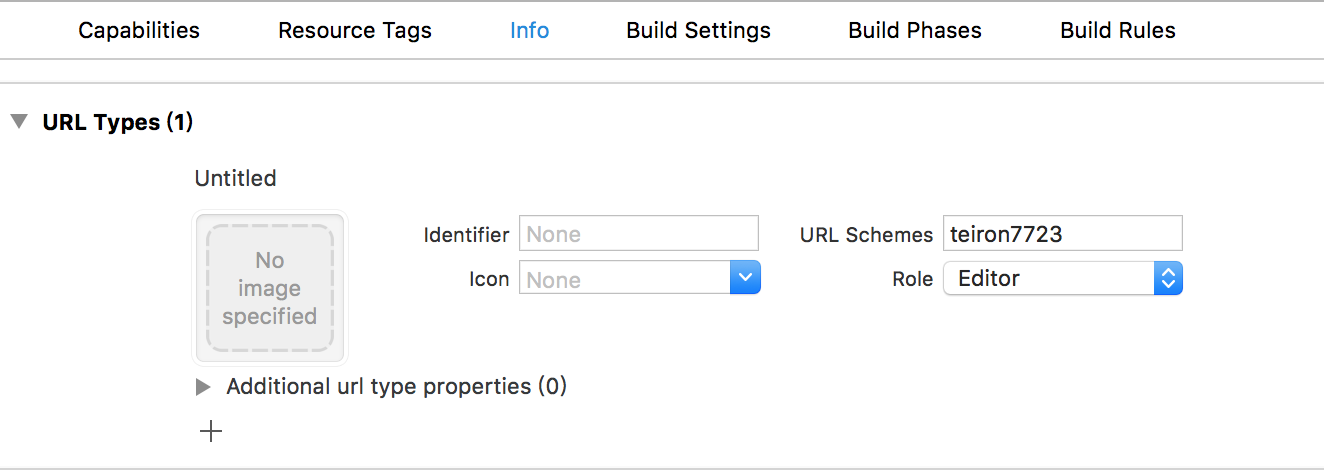 Capabilities Resource Tags Info Build Settings Build Phases Build Rules
URL Types (1)
Untitled
No
image
specified
Identifier None URL Schemes teiron7723
Icon None Role Editor
Additional url type properties (0)